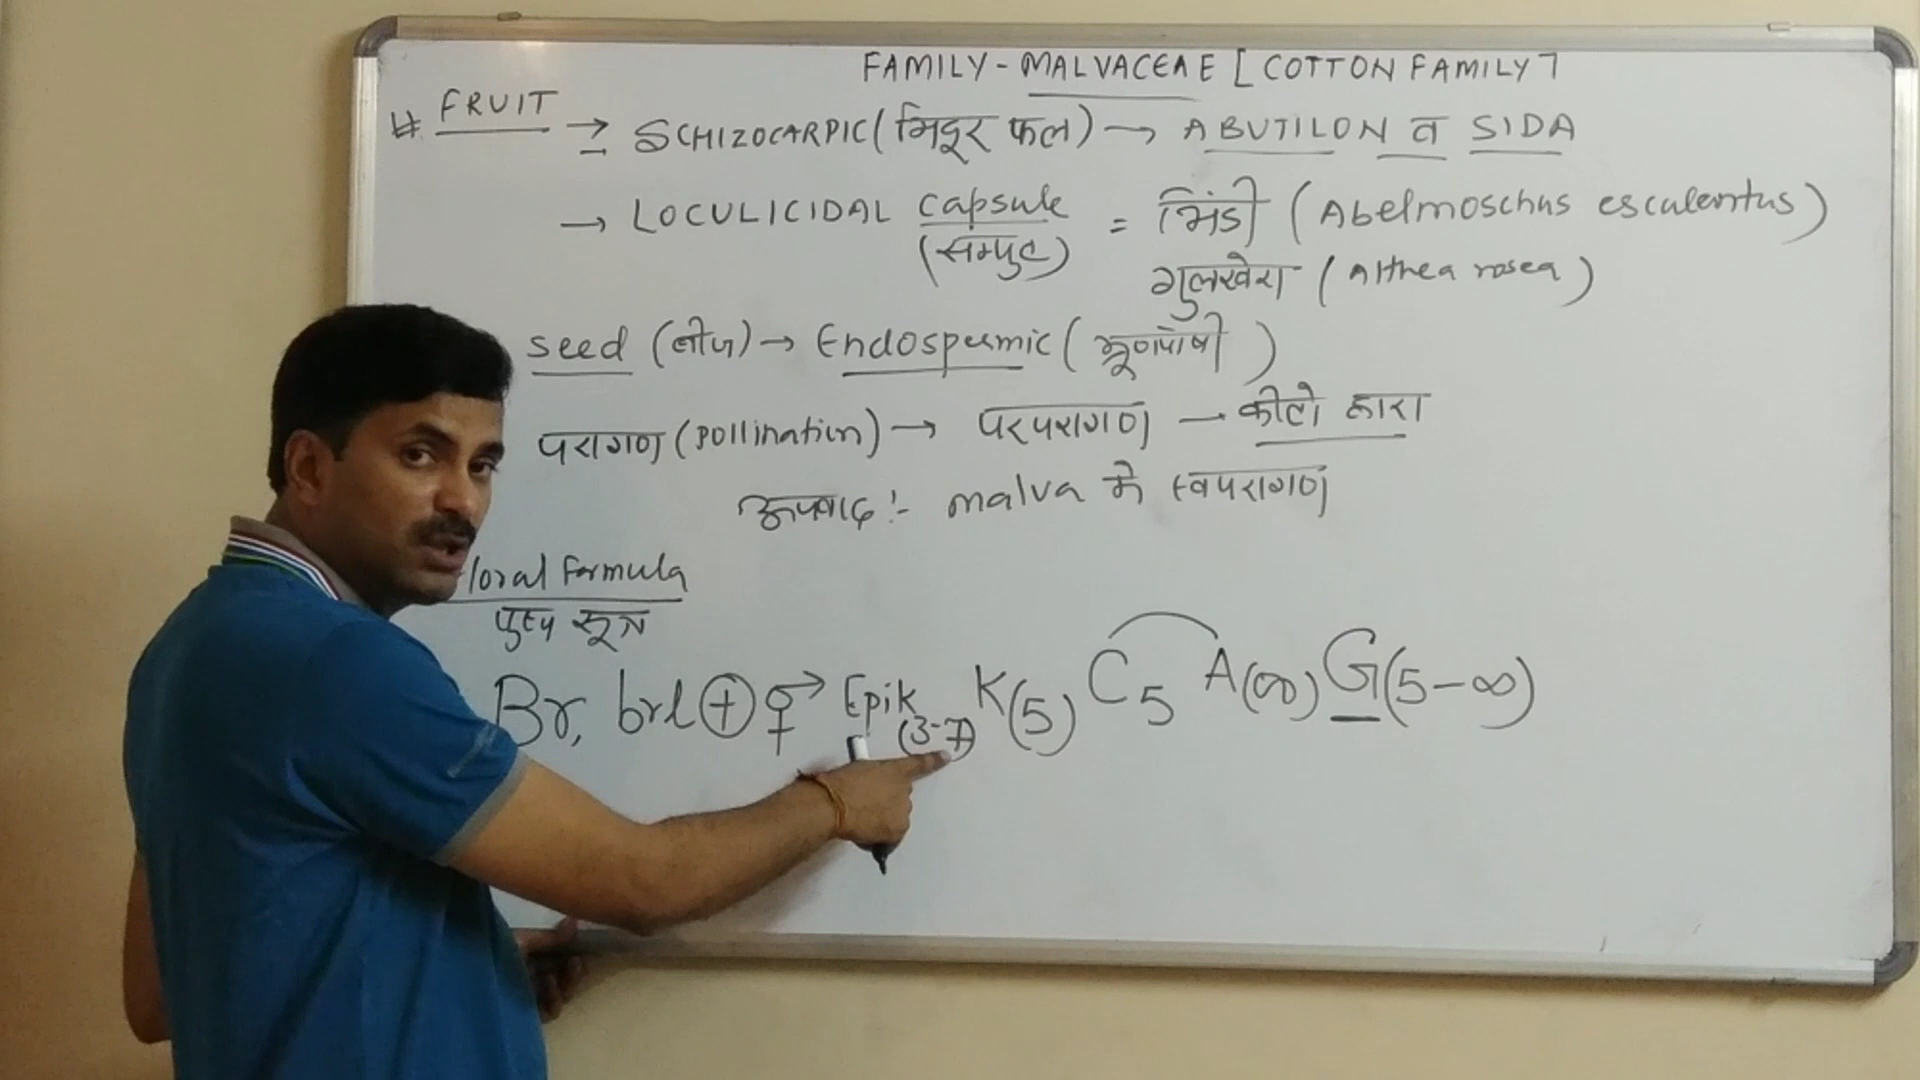 FAMILY - MALVACEAE [COTTON FAMILY]
# FRUIT → SCHIZOCARPIC (भिदुर फल) → ABUTILON व SIDA
→ LOCULICIDAL capsule = भिंडी (Abelmoschus esculentus)
(सम्पुट) गुलखेरा (Althea rosea)
seed (बीज) → Endospermic (भ्रूणपोषी)
परागण (pollination) → परपरागण - कीटो द्वारा
अपवाद :- malva मे स्वपरागण
loral Formula
पुष्प सूत्र
Br, brl ⊕ ⚥ Epik(3-7) K(5) C5 A(∞) G(5-∞)